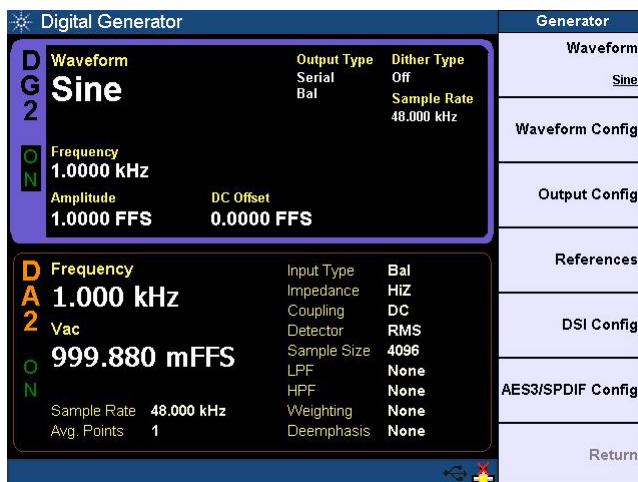 Digital Generator
Generator
DG2
ON
Waveform
Sine
Output Type
Serial
Bal
Dither Type
Off
Sample Rate
48.000 kHz
Frequency
1.0000 kHz
Amplitude
1.0000 FFS
DC Offset
0.0000 FFS
DA2
ON
Frequency
1.000 kHz
Vac
999.880 mFFS
Sample Rate 48.000 kHz
Avg. Points 1
Input Type Bal
Impedance HiZ
Coupling DC
Detector RMS
Sample Size 4096
LPF None
HPF None
Weighting None
Deemphasis None
Waveform
Sine
Waveform Config
Output Config
References
DSI Config
AES3/SPDIF Config
Return